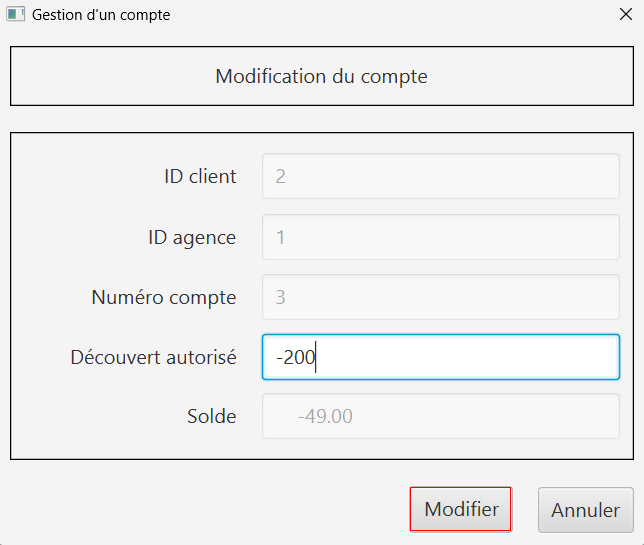 Gestion d'un compte
Modification du compte
ID client 2
ID agence 1
Numéro compte 3
Découvert autorisé -200
Solde -49.00
Modifier Annuler